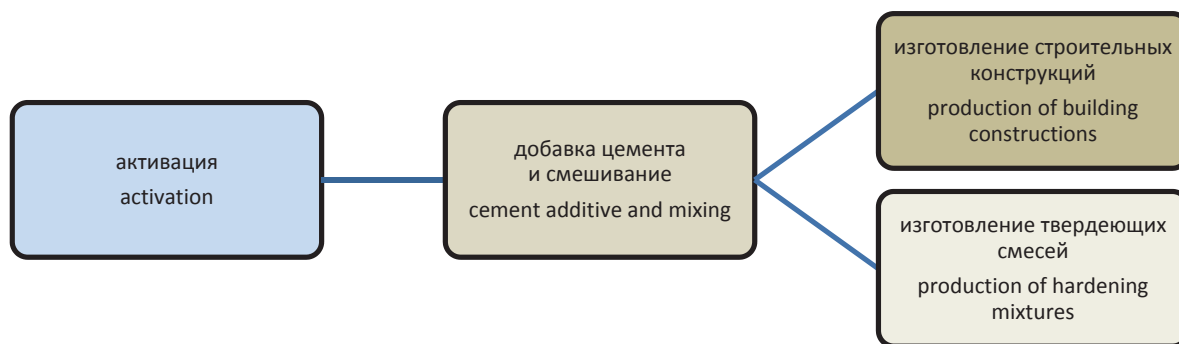 активация
activation
добавка цемента
и смешивание
cement additive and mixing
изготовление строительных
конструкций
production of building
constructions
изготовление твердеющих
смесей
production of hardening
mixtures